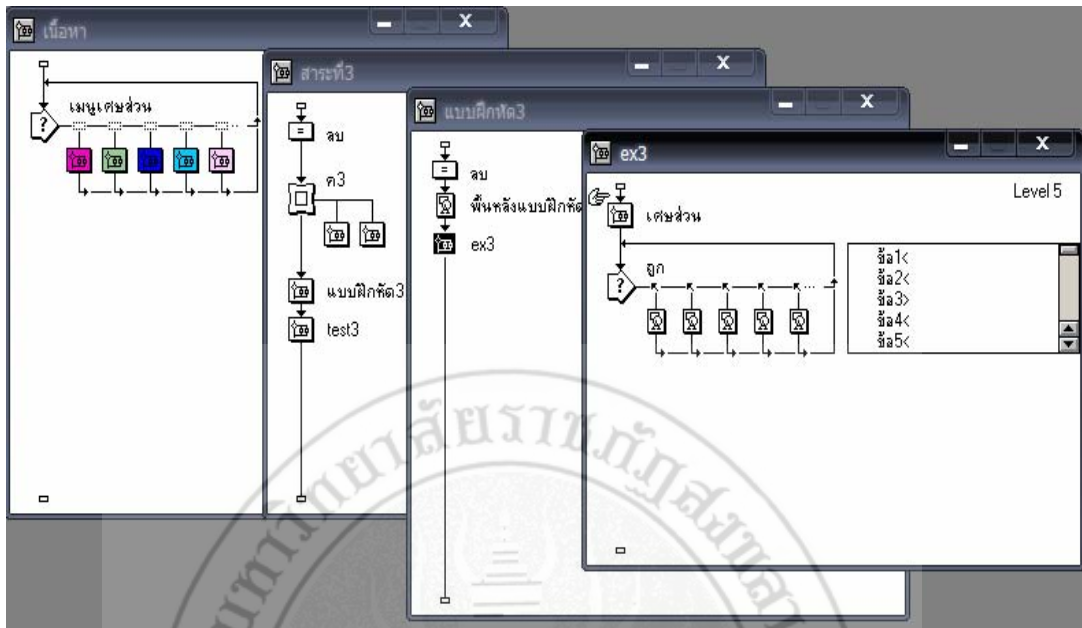 เนื้อหา
เมนูเศษส่วน
สาระที่3
ลบ
ค3
แบบฝึกหัด3
test3
แบบฝึกหัด3
ลบ
พื้นหลังแบบฝึกหัด
ex3
ex3
Level 5
เศษส่วน
ถูก
ข้อ1<
ข้อ2<
ข้อ3>
ข้อ4<
ข้อ5<